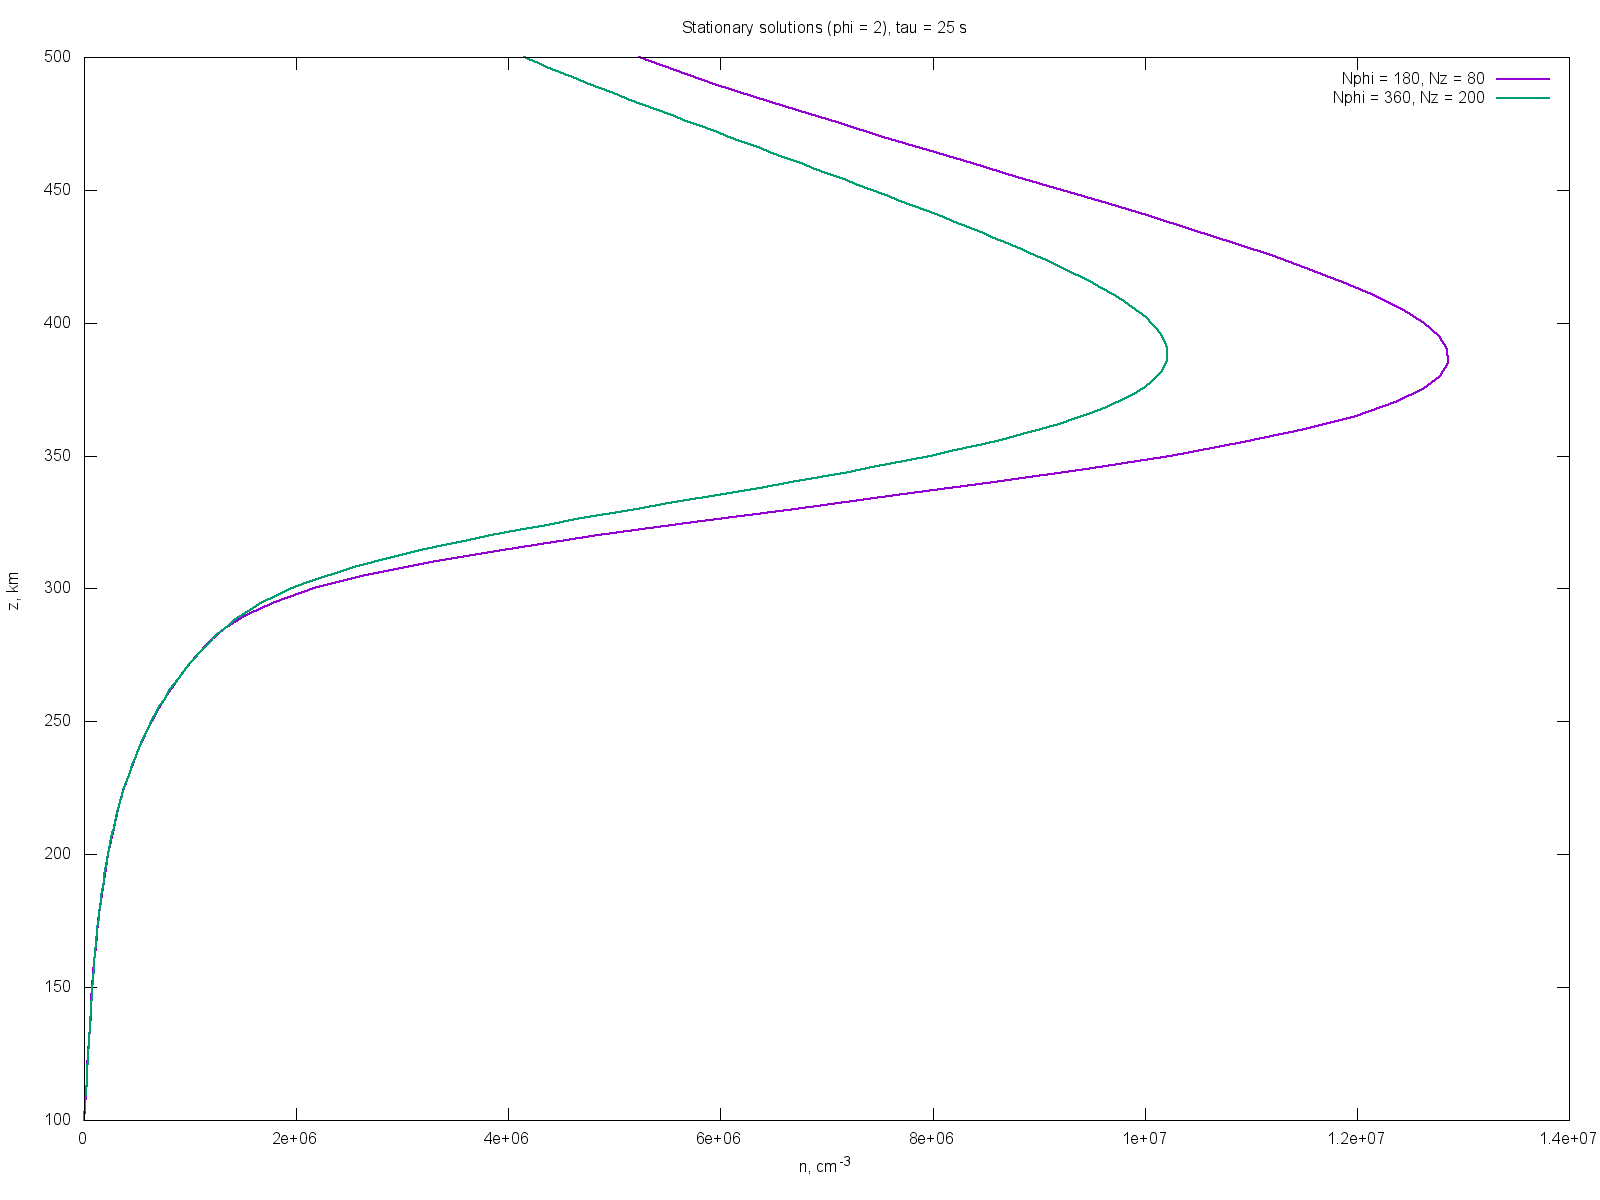 Stationary solutions (phi = 2), tau = 25 s
Nphi = 180, Nz = 80
Nphi = 360, Nz = 200
500
450
400
350
300
250
200
150
100
z, km
0
2e+06
4e+06
6e+06
8e+06
1e+07
1.2e+07
1.4e+07
n, cm-3